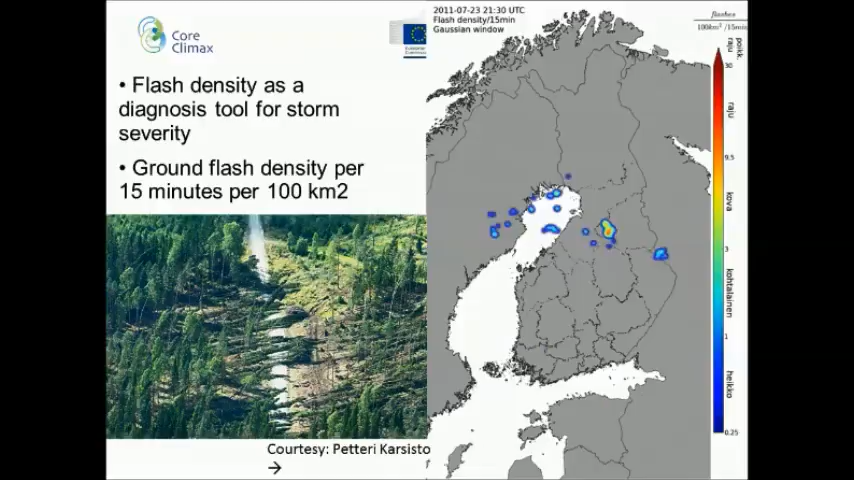 Core
Climax
• Flash density as a
diagnosis tool for storm
severity
• Ground flash density per
15 minutes per 100 km2
Courtesy: Petteri Karsisto
→
2011-07-23 21:30 UTC
Flash density/15min
Gaussian window
flashes
100km² /15min
poikk.
raju
30
raju
9.5
kova
3
kohtalainen
1
heikko
0.25